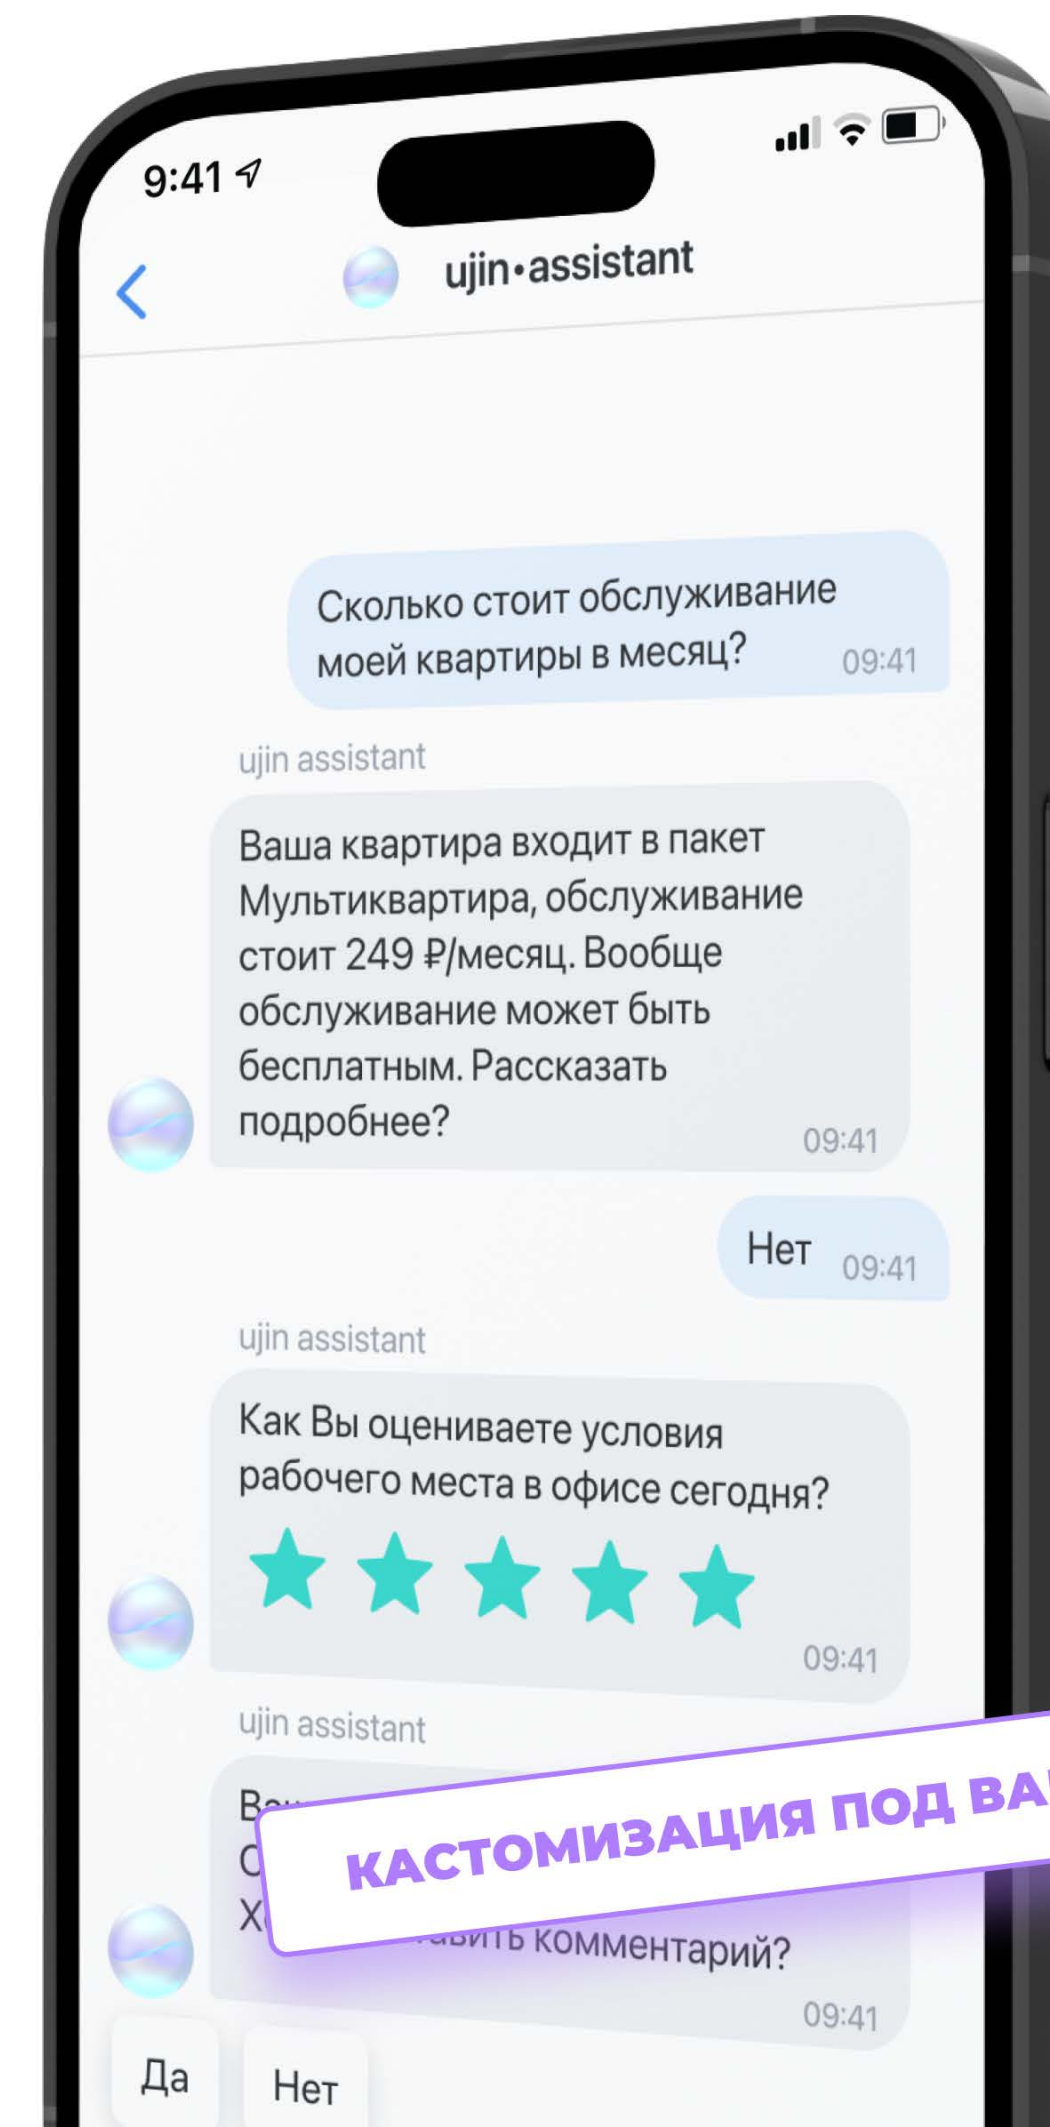 9:41
ujin•assistant
Сколько стоит обслуживание
моей квартиры в месяц?
09:41
ujin assistant
Ваша квартира входит в пакет
Мультиквартира, обслуживание
стоит 249 ₽/месяц. Вообще
обслуживание может быть
бесплатным. Рассказать
подробнее?
09:41
Нет
09:41
ujin assistant
Как Вы оцениваете условия
рабочего места в офисе сегодня?
09:41
ujin assistant
КАСТОМИЗАЦИЯ ПОД
комментарий?
09:41
Да
Нет